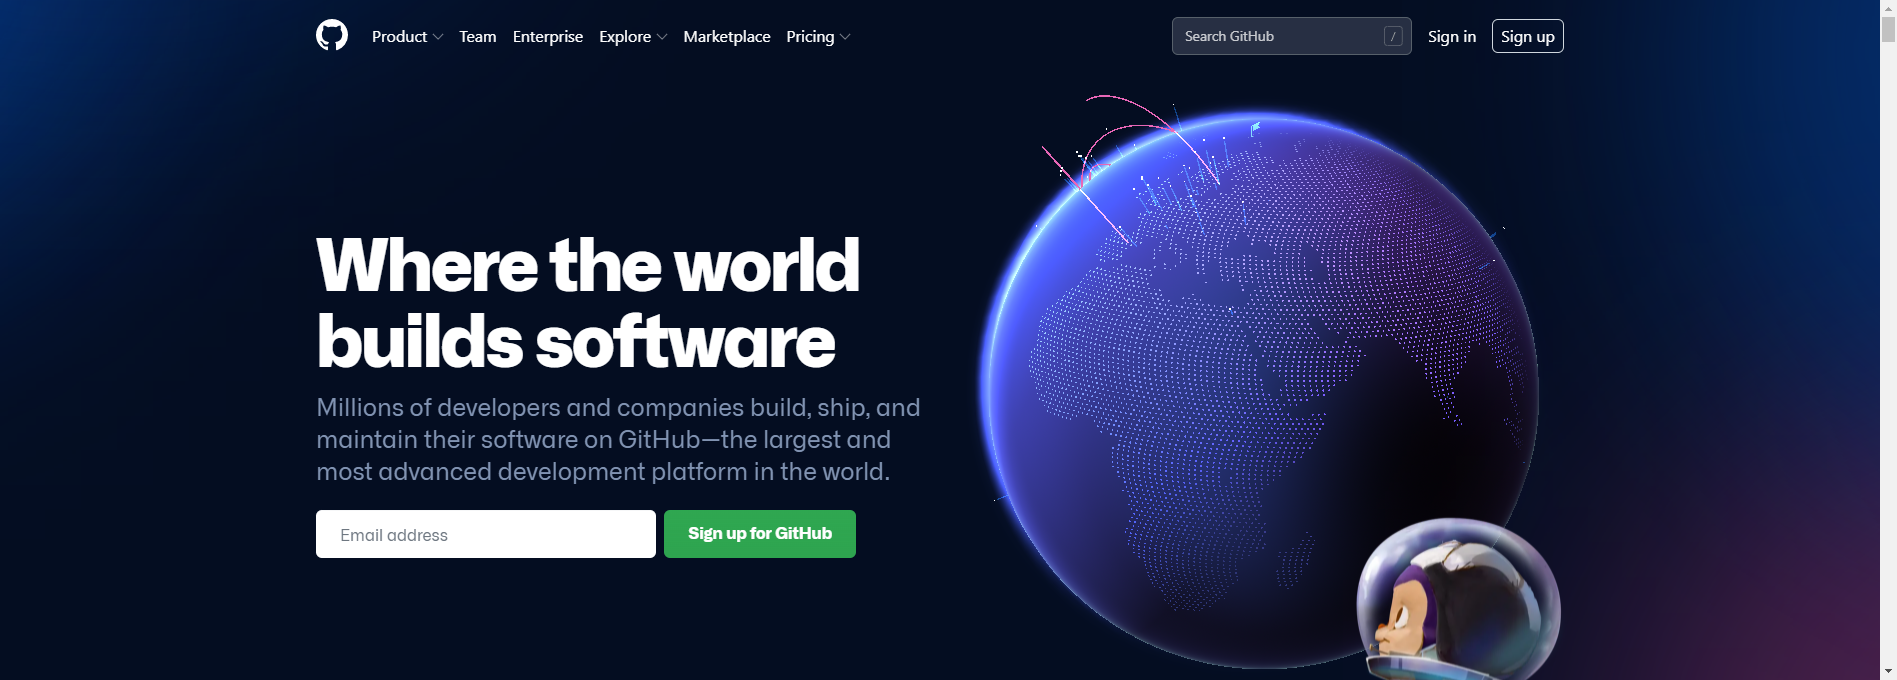 Product Team Enterprise Explore Marketplace Pricing Search GitHub / Sign in Sign up
Where the world
builds software
Millions of developers and companies build, ship, and
maintain their software on GitHub—the largest and
most advanced development platform in the world.
Email address Sign up for GitHub